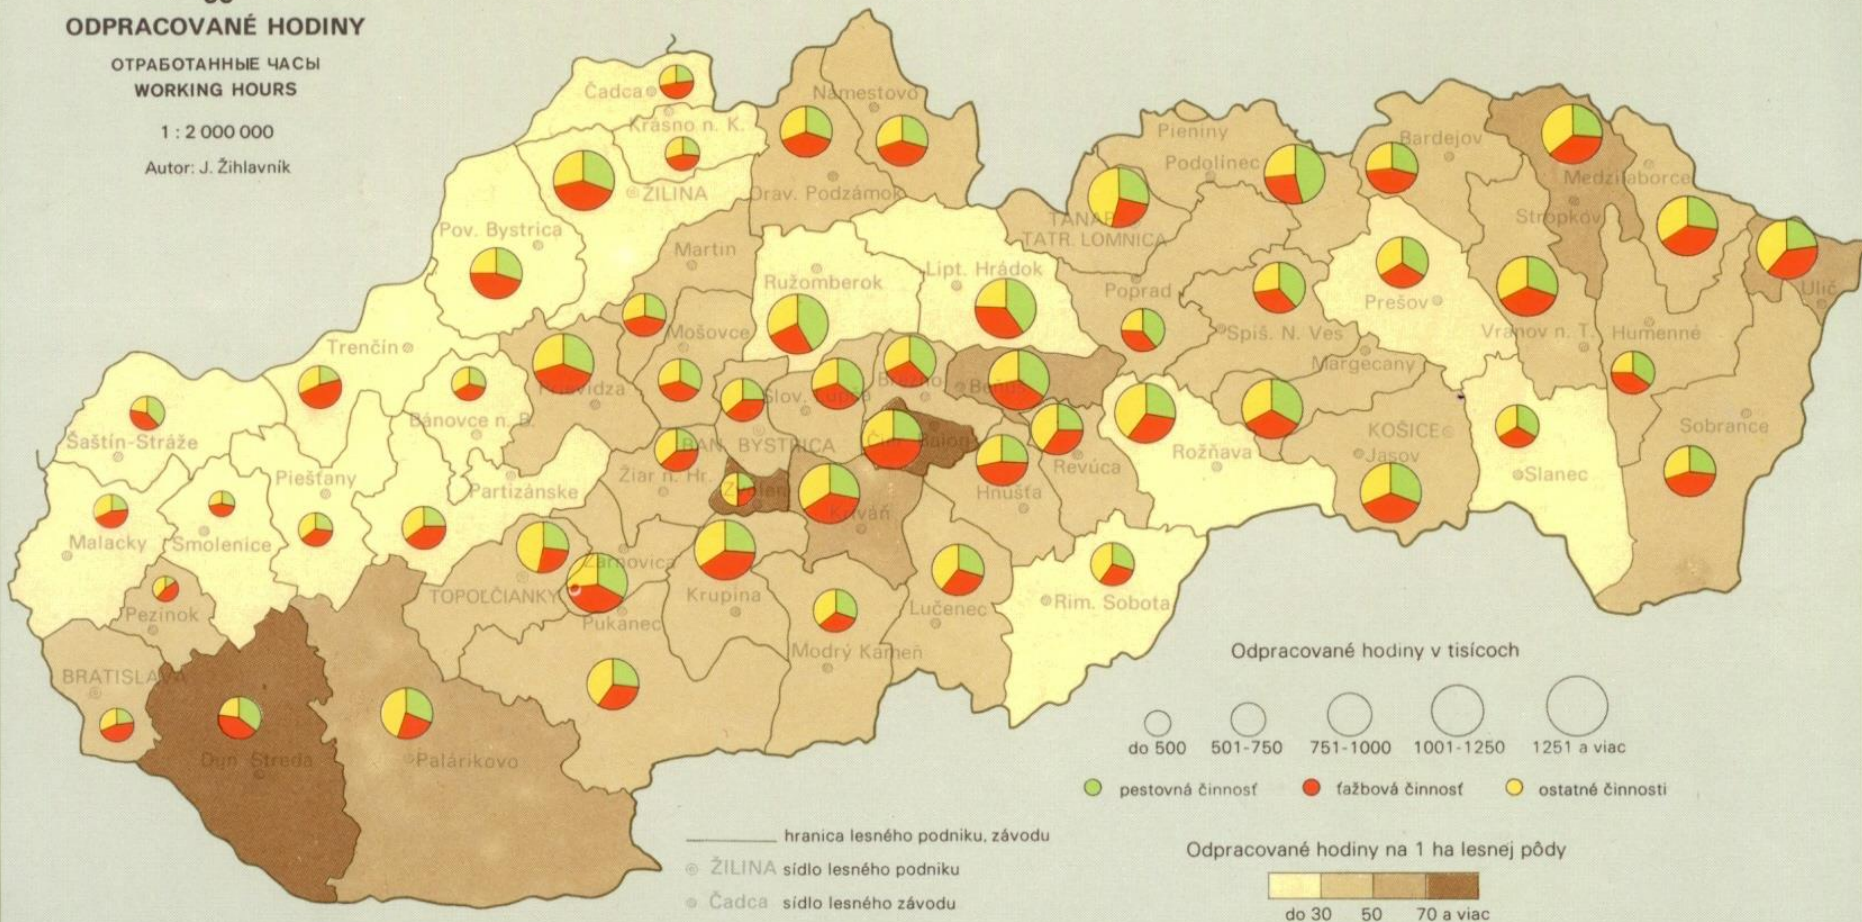 ODPRACOVANÉ HODINY
ОТРАБОТАННЫЕ ЧАСЫ
WORKING HOURS
1 : 2 000 000
Autor: J. Žihlavník
Čadca
Krásno n. K.
Námestovo
ŽILINA
Orav. Podzámok
Pov. Bystrica
Martin
Pieniny
Podolínec
Bardejov
Medzilaborce
Stropkov
TANAP
TATR. LOMNICA
Ružomberok
Lipt. Hrádok
Poprad
Prešov
Ulič
Trenčín
Mošovce
Spiš. N. Ves
Vranov n. T.
Humenné
Margecany
Prievidza
Slov. Ľupča
Brezno
Beňuš
Bánovce n. B.
Šaštín-Stráže
BAN. BYSTRICA
Čier. Balog
KOŠICE
Sobrance
Jasov
Rožňava
Revúca
Slanec
Piešťany
Partizánske
Žiar n. Hr.
Zvolen
Hnúšťa
Kriváň
Malacky
Smolenice
Žarnovica
TOPOĽČIANKY
Krupina
Lučenec
Rim. Sobota
Pezinok
Pukanec
Modrý Kameň
BRATISLAVA
Dun. Streda
Palárikovo
Odpracované hodiny v tisícoch
do 500 501-750 751-1000 1001-1250 1251 a viac
pestovná činnosť ťažbová činnosť ostatné činnosti
hranica lesného podniku, závodu
ŽILINA sídlo lesného podniku
Čadca sídlo lesného závodu
Odpracované hodiny na 1 ha lesnej pôdy
do 30 50 70 a viac